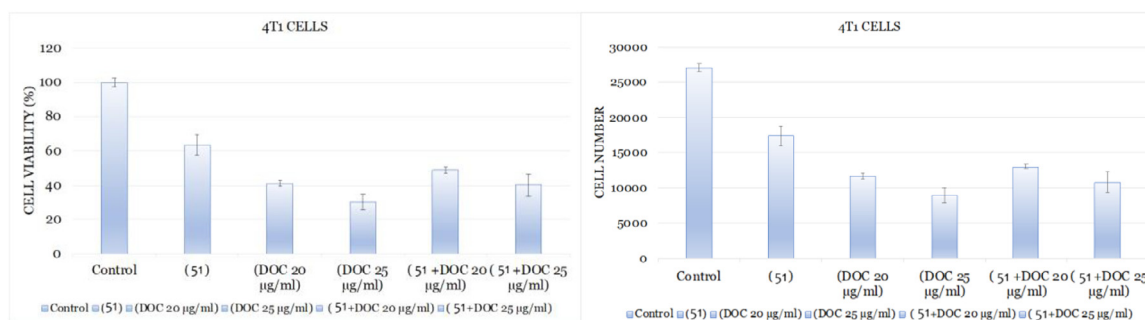 4T1 CELLS
CELL VIABILITY (%)
120
100
80
60
40
20
0
Control (51) (DOC 20 (DOC 25 ( 51 +DOC 20 ( 51 +DOC 25
µg/ml) µg/ml) µg/ml) µg/ml)
Control (51) (DOC 20 µg/ml) (DOC 25 µg/ml) ( 51+DOC 20 µg/ml) ( 51+DOC 25 µg/ml)
4T1 CELLS
CELL NUMBER
30000
25000
20000
15000
10000
5000
0
Control (51) (DOC 20 (DOC 25 ( 51 +DOC 20 ( 51 +DOC 25
µg/ml) µg/ml) µg/ml) µg/ml)
Control (51) (DOC 20 µg/ml) (DOC 25 µg/ml) ( 51+DOC 20 µg/ml) ( 51+DOC 25 µg/ml)